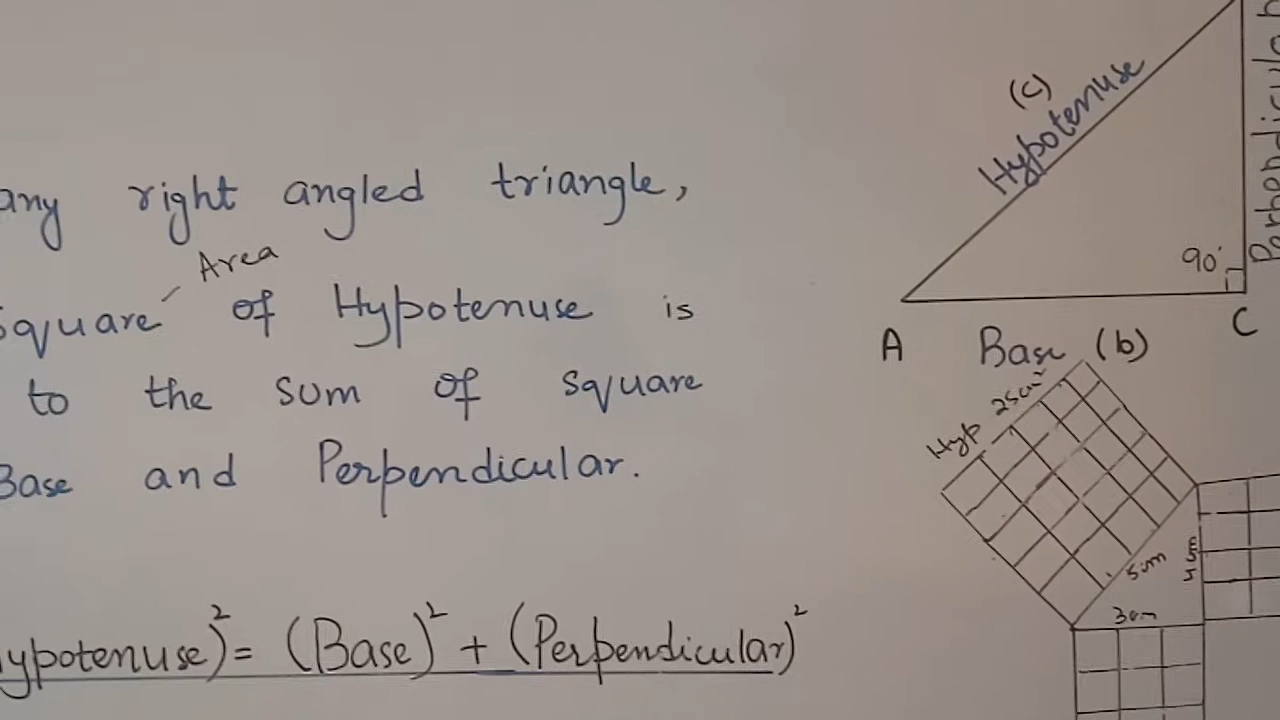 any right angled triangle,
Area
Square of Hypotenuse is
to the sum of square
Base and Perpendicular.
ypotenuse)² = (Base)² + (Perpendicular)²
(c)
Hypotenuse
90°
A
Base (b)
C
Hyp 25cm²
5cm
3cm